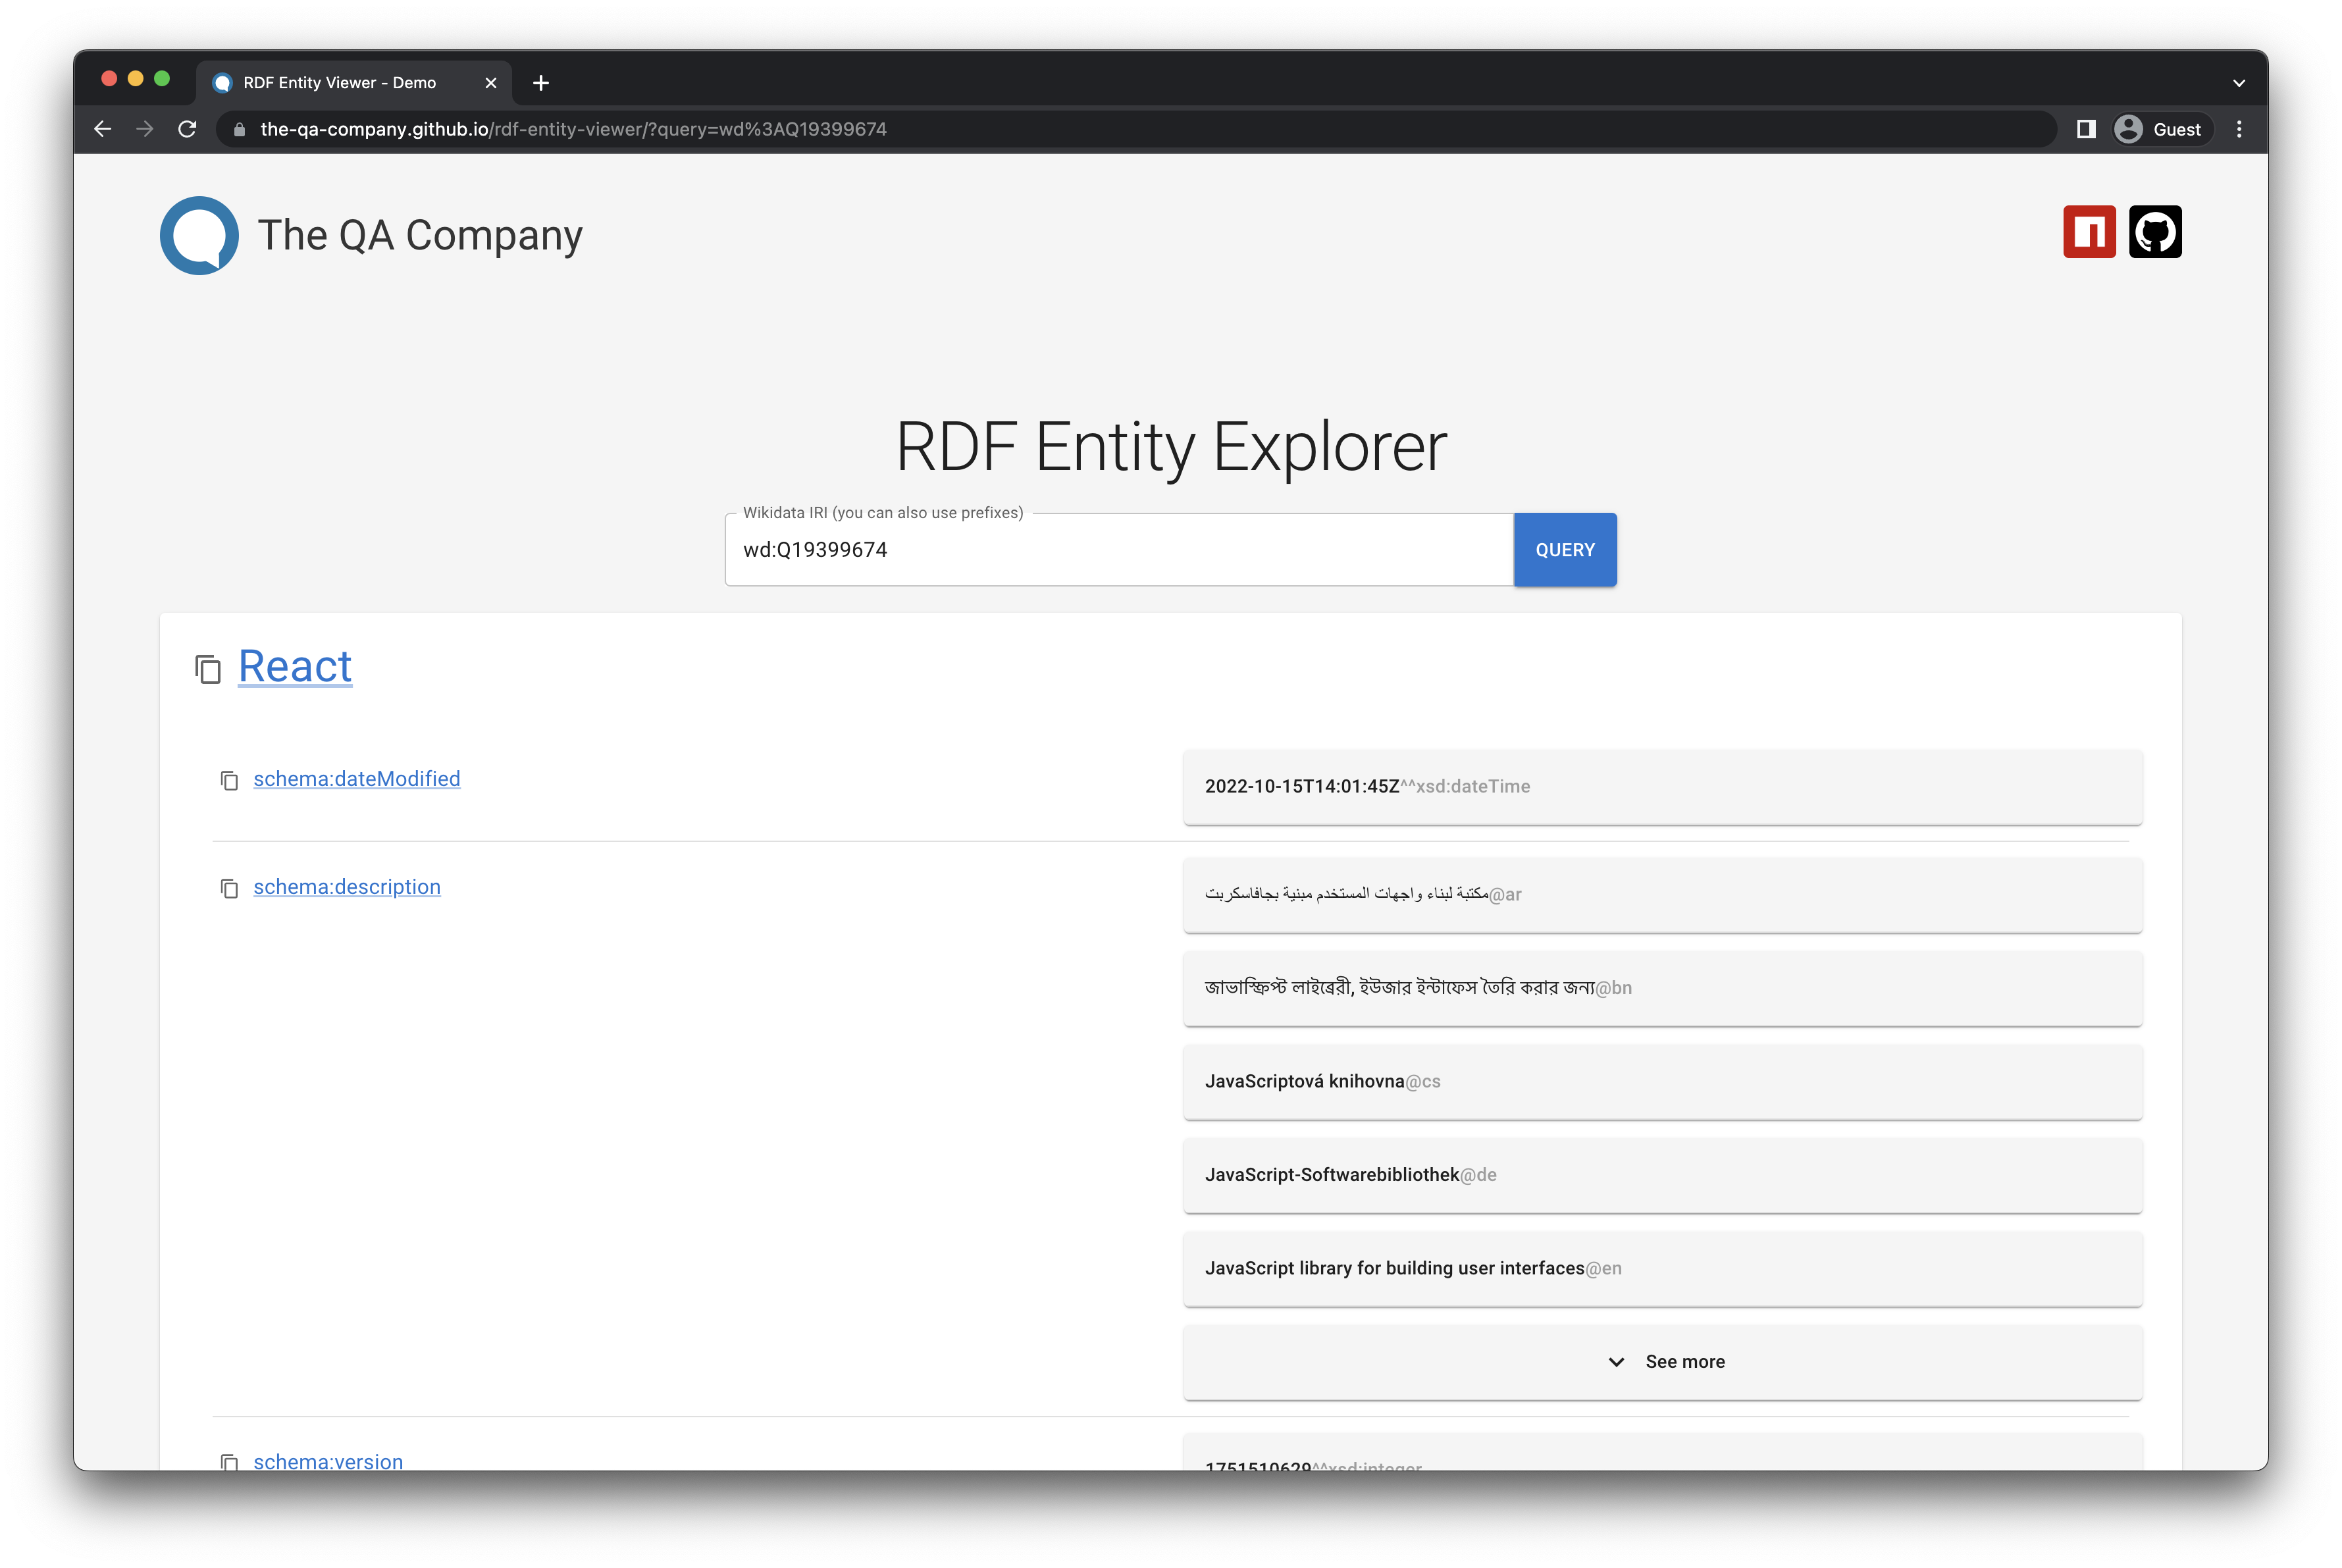 RDF Entity Viewer - Demo
the-qa-company.github.io/rdf-entity-viewer/?query=wd%3AQ19399674
Guest
The QA Company
RDF Entity Explorer
Wikidata IRI (you can also use prefixes)
wd:Q19399674
QUERY
React
schema:dateModified
2022-10-15T14:01:45Z^^xsd:dateTime
schema:description
مكتبة لبناء واجهات المستخدم مبنية بجافاسكربت@ar
জাভাস্ক্রিপ্ট লাইব্রেরী, ইউজার ইন্টাফেস তৈরি করার জন্য@bn
JavaScriptová knihovna@cs
JavaScript-Softwarebibliothek@de
JavaScript library for building user interfaces@en
See more
schema:version
1751510629^^xsd:integer